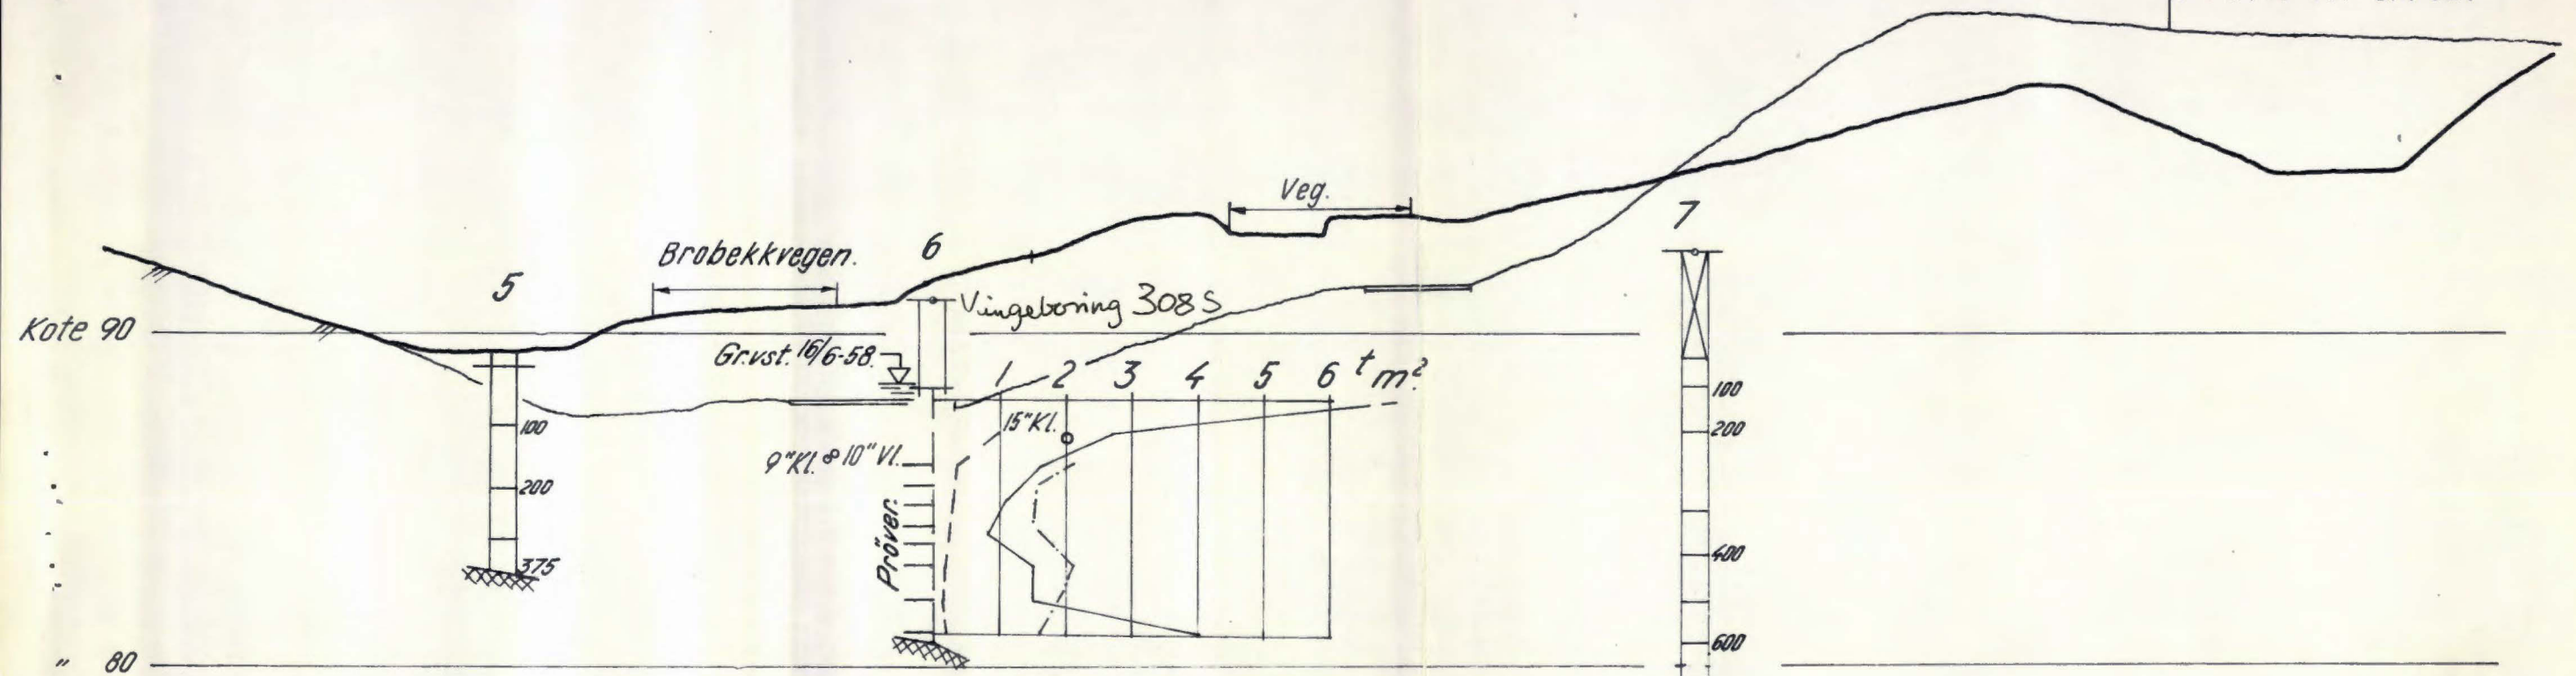 Veg.
7
Brobekkvegen.
6
5
Vingeboring 308 S
Kote 90
Gr.vst. 16/6-58.
1 2 3 4 5 6 t m².
100
100
15"Kl.
200
9"Kl. 8 10"Vl.
200
Pröver.
400
375
600
" 80